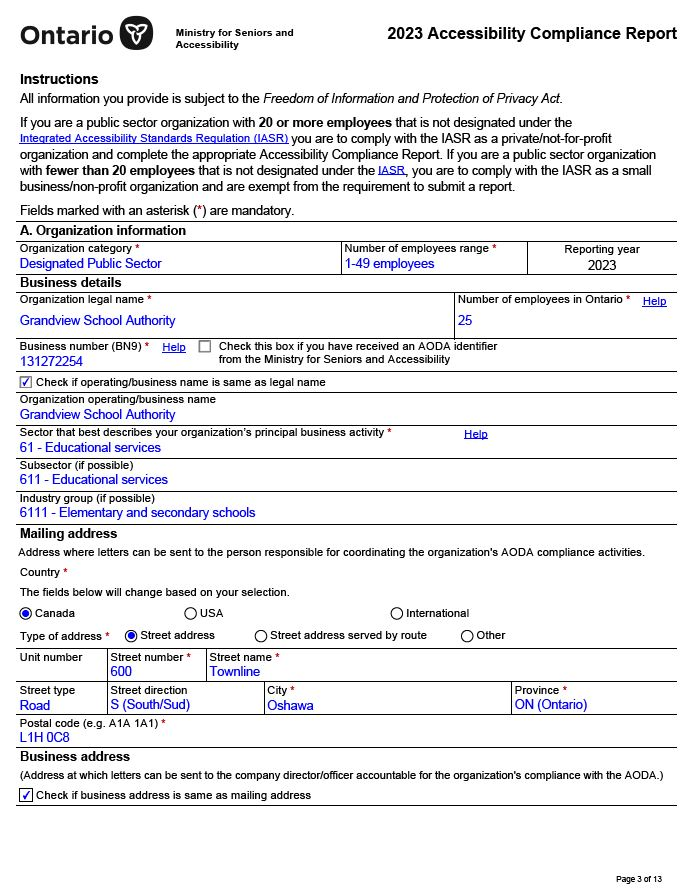 Ontario
Ministry for Seniors and
Accessibility
2023 Accessibility Compliance Report
Instructions
All information you provide is subject to the Freedom of Information and Protection of Privacy Act.
If you are a public sector organization with 20 or more employees that is not designated under the
Integrated Accessibility Standards Regulation (IASR) you are to comply with the IASR as a private/not-for-profit
organization and complete the appropriate Accessibility Compliance Report. If you are a public sector organization
with fewer than 20 employees that is not designated under the IASR, you are to comply with the IASR as a small
business/non-profit organization and are exempt from the requirement to submit a report.
Fields marked with an asterisk (*) are mandatory.
A. Organization information
Organization category * Number of employees range * Reporting year
Designated Public Sector 1-49 employees 2023
Business details
Organization legal name * Number of employees in Ontario * Help
Grandview School Authority 25
Business number (BN9) * Help Check this box if you have received an AODA identifier
131272254 from the Ministry for Seniors and Accessibility
Check if operating/business name is same as legal name
Organization operating/business name
Grandview School Authority
Sector that best describes your organization's principal business activity * Help
61 - Educational services
Subsector (if possible)
611 - Educational services
Industry group (if possible)
6111 - Elementary and secondary schools
Mailing address
Address where letters can be sent to the person responsible for coordinating the organization's AODA compliance activities.
Country *
The fields below will change based on your selection.
Canada USA International
Type of address * Street address Street address served by route Other
Unit number Street number * Street name *
600 Townline
Street type Street direction City * Province *
Road S (South/Sud) Oshawa ON (Ontario)
Postal code (e.g. A1A 1A1) *
L1H 0C8
Business address
(Address at which letters can be sent to the company director/officer accountable for the organization's compliance with the AODA.)
Check if business address is same as mailing address
Page 3 of 13